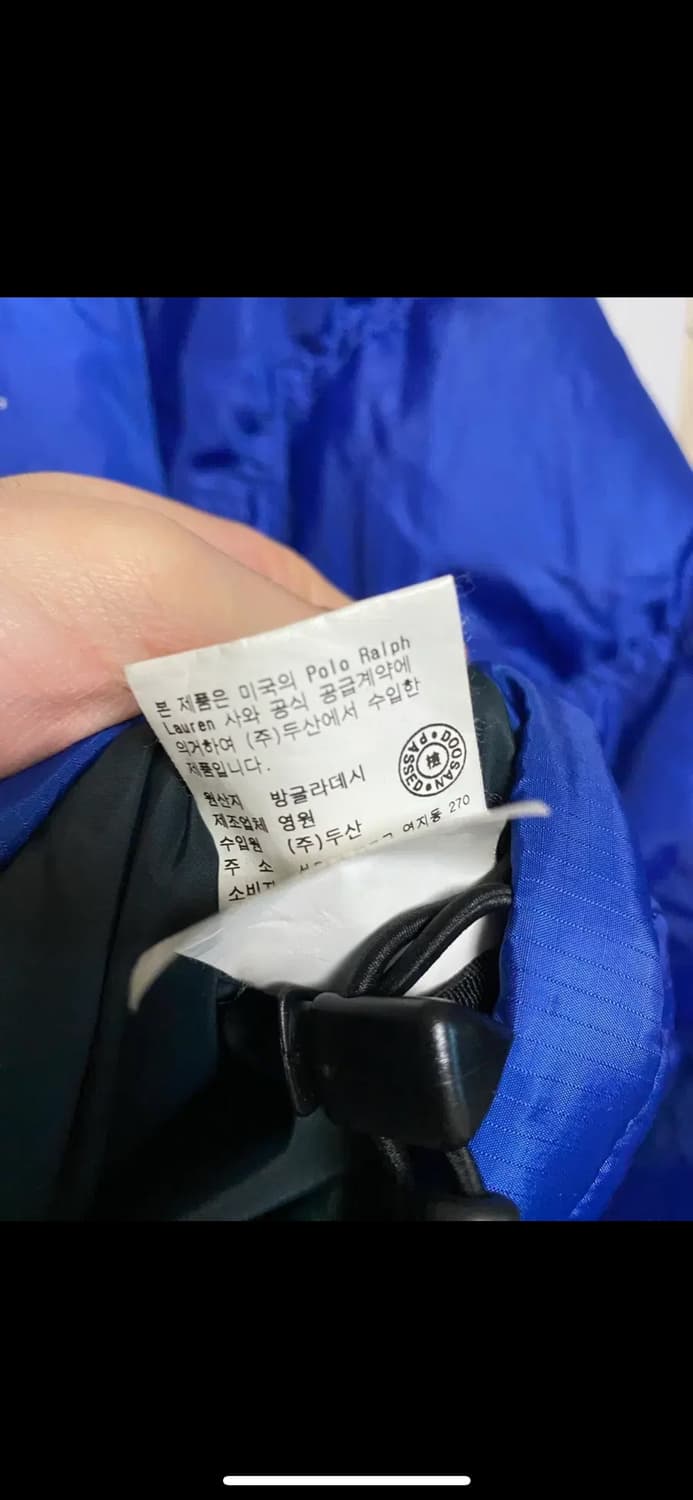 본 제품은 미국의 Polo Ralph
Lauren 사와 공식 공급계약에
의거하여 (주)두산에서 수입한
제품입니다.
DOOSAN PASSED 檢
원산지 방글라데시
제조업체 영원
수입원 (주)두산
주 소 여지동 270